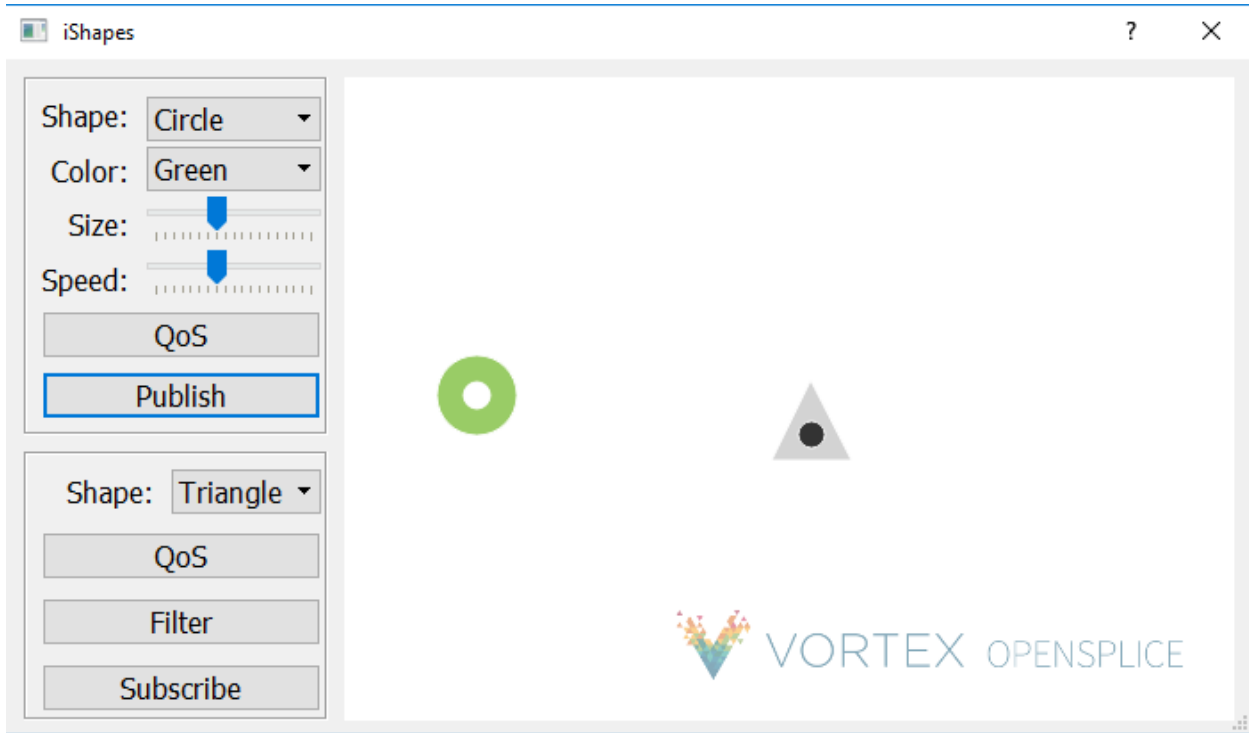 iShapes
?
Shape: Circle
Color: Green
Size:
Speed:
QoS
Publish
Shape: Triangle
QoS
Filter
Subscribe
VORTEX OPENSPLICE